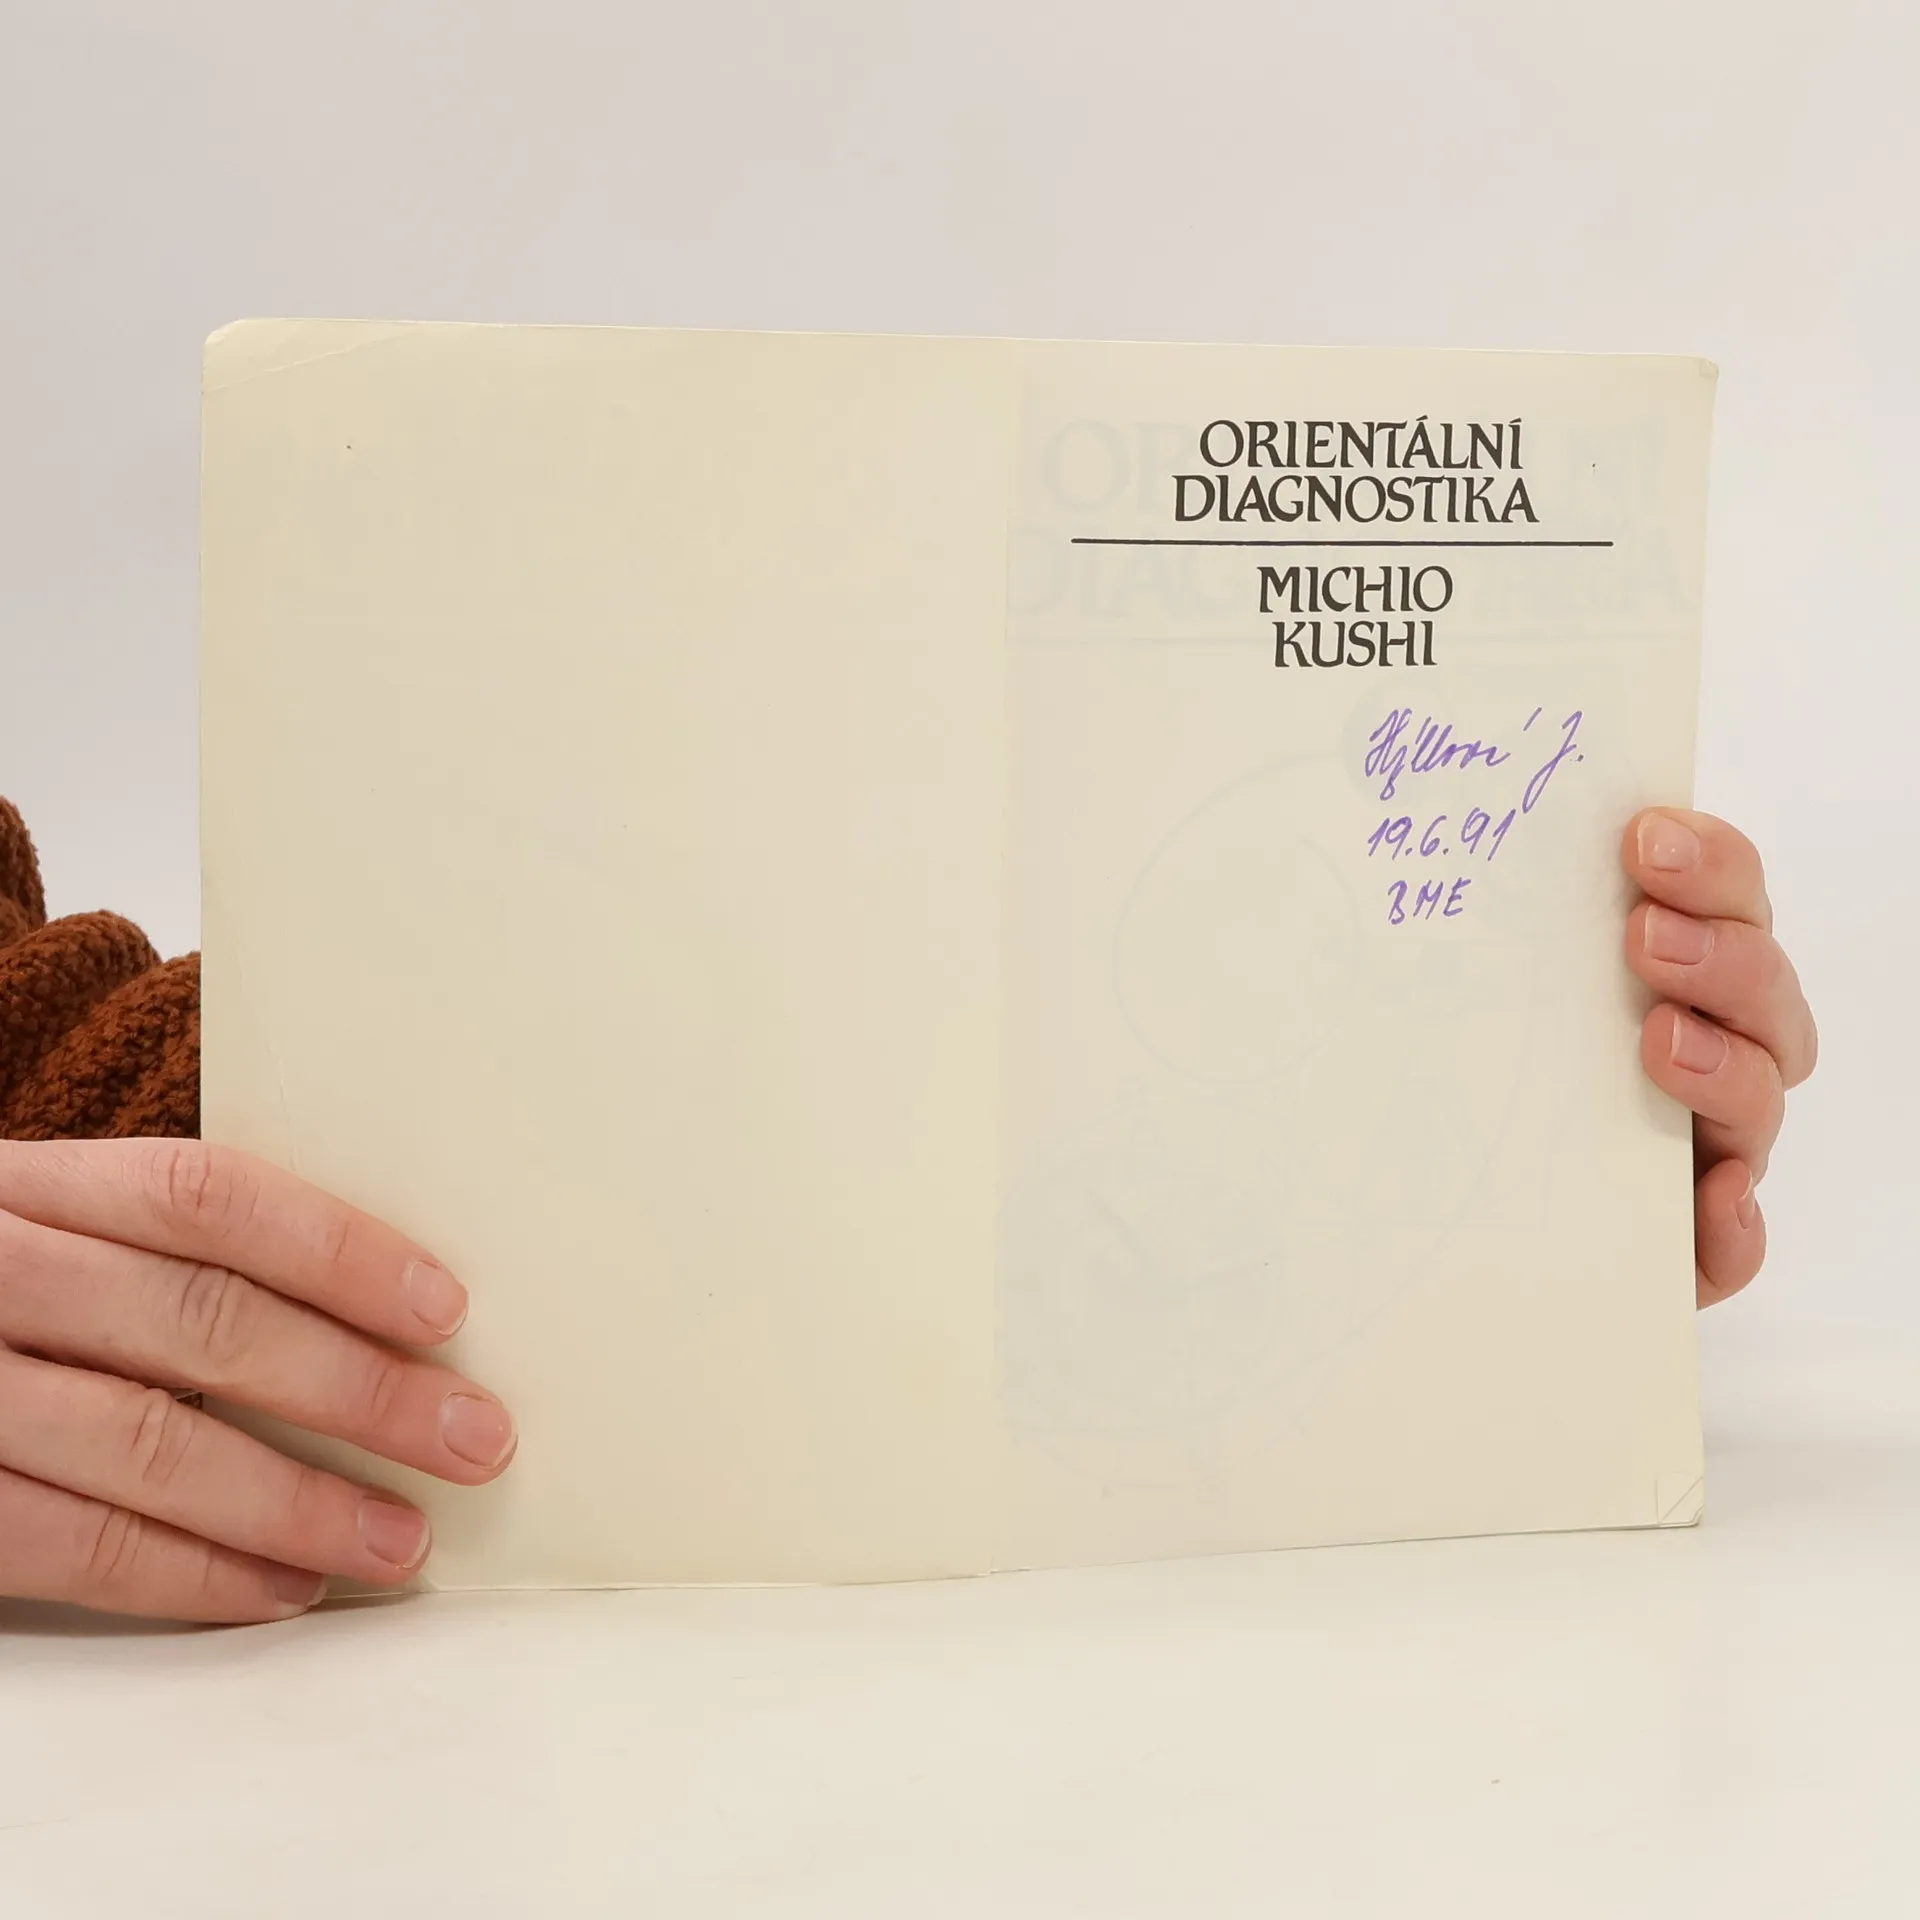 ORIENTÁLNÍ
DIAGNOSTIKA
MICHIO
KUSHI
J.
19.6.91
BME